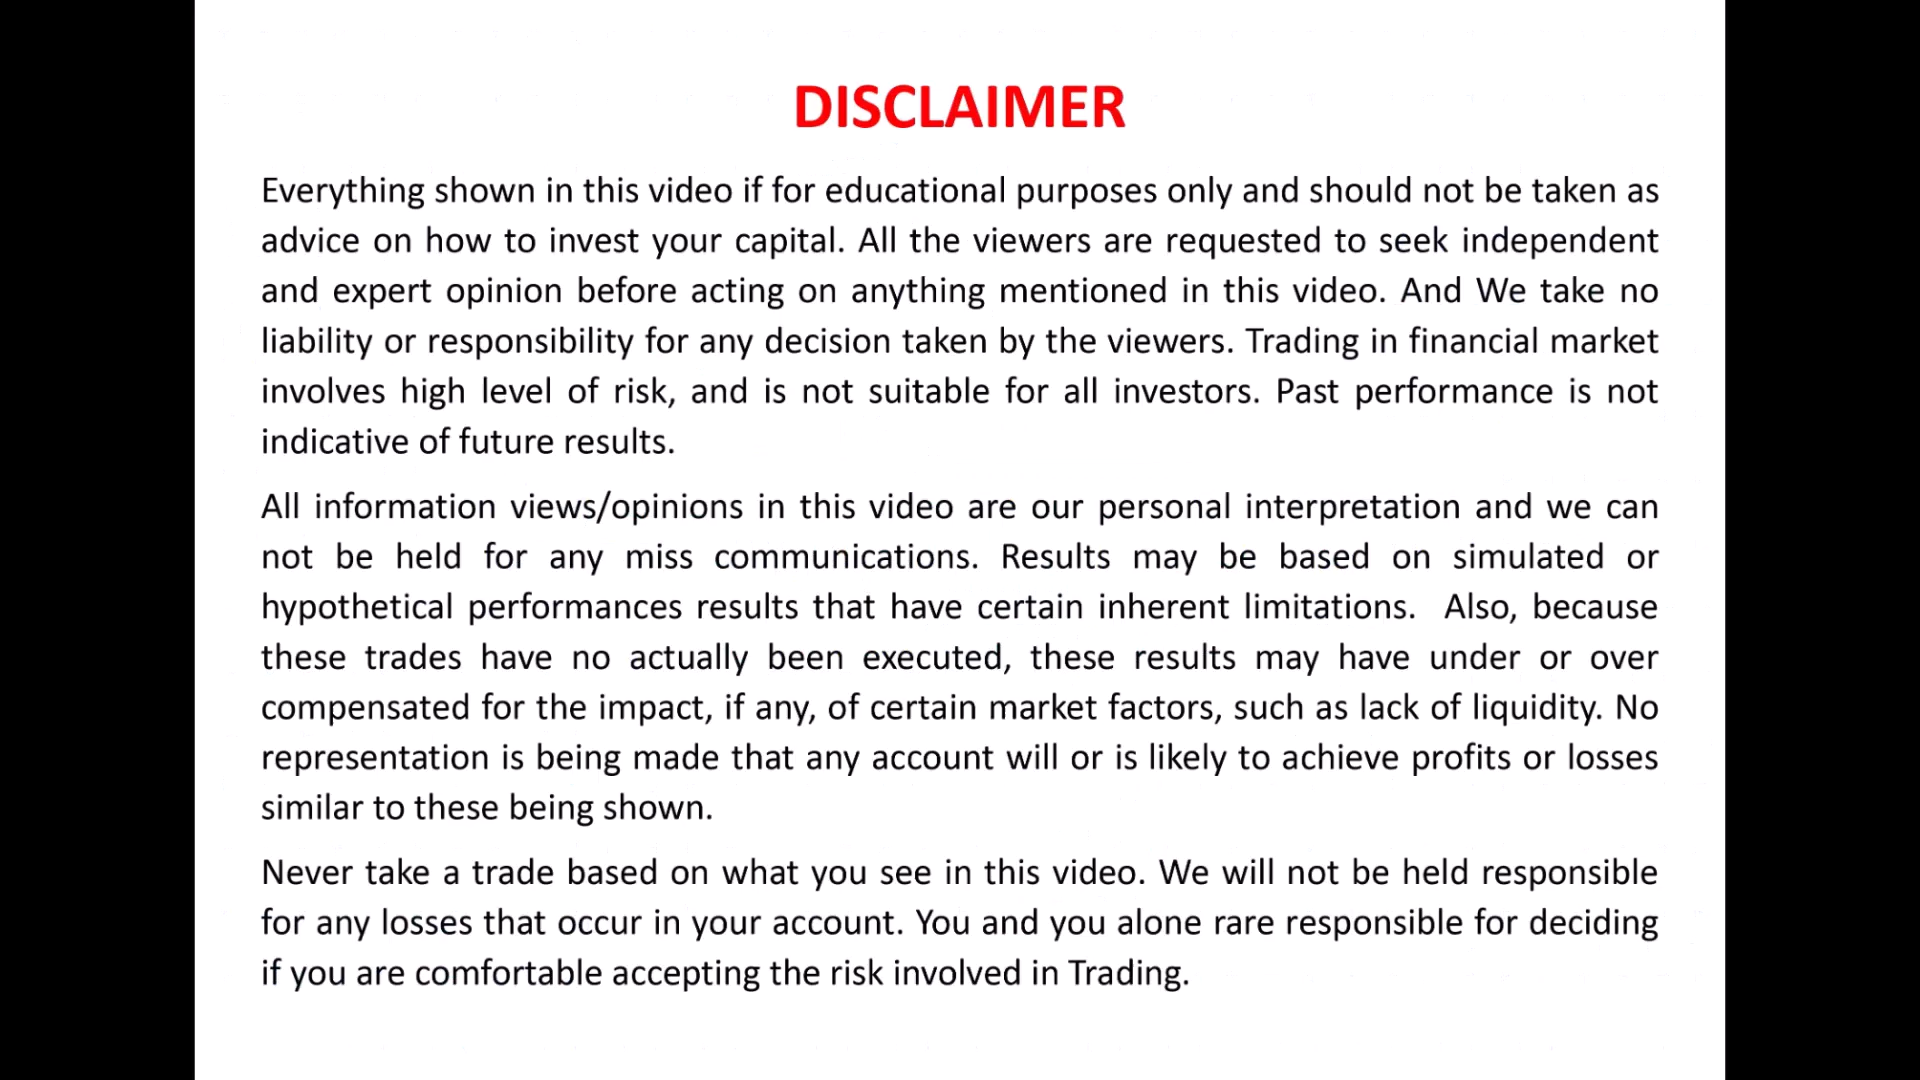 DISCLAIMER
Everything shown in this video if for educational purposes only and should not be taken as
advice on how to invest your capital. All the viewers are requested to seek independent
and expert opinion before acting on anything mentioned in this video. And We take no
liability or responsibility for any decision taken by the viewers. Trading in financial market
involves high level of risk, and is not suitable for all investors. Past performance is not
indicative of future results.
All information views/opinions in this video are our personal interpretation and we can
not be held for any miss communications. Results may be based on simulated or
hypothetical performances results that have certain inherent limitations. Also, because
these trades have no actually been executed, these results may have under or over
compensated for the impact, if any, of certain market factors, such as lack of liquidity. No
representation is being made that any account will or is likely to achieve profits or losses
similar to these being shown.
Never take a trade based on what you see in this video. We will not be held responsible
for any losses that occur in your account. You and you alone rare responsible for deciding
if you are comfortable accepting the risk involved in Trading.